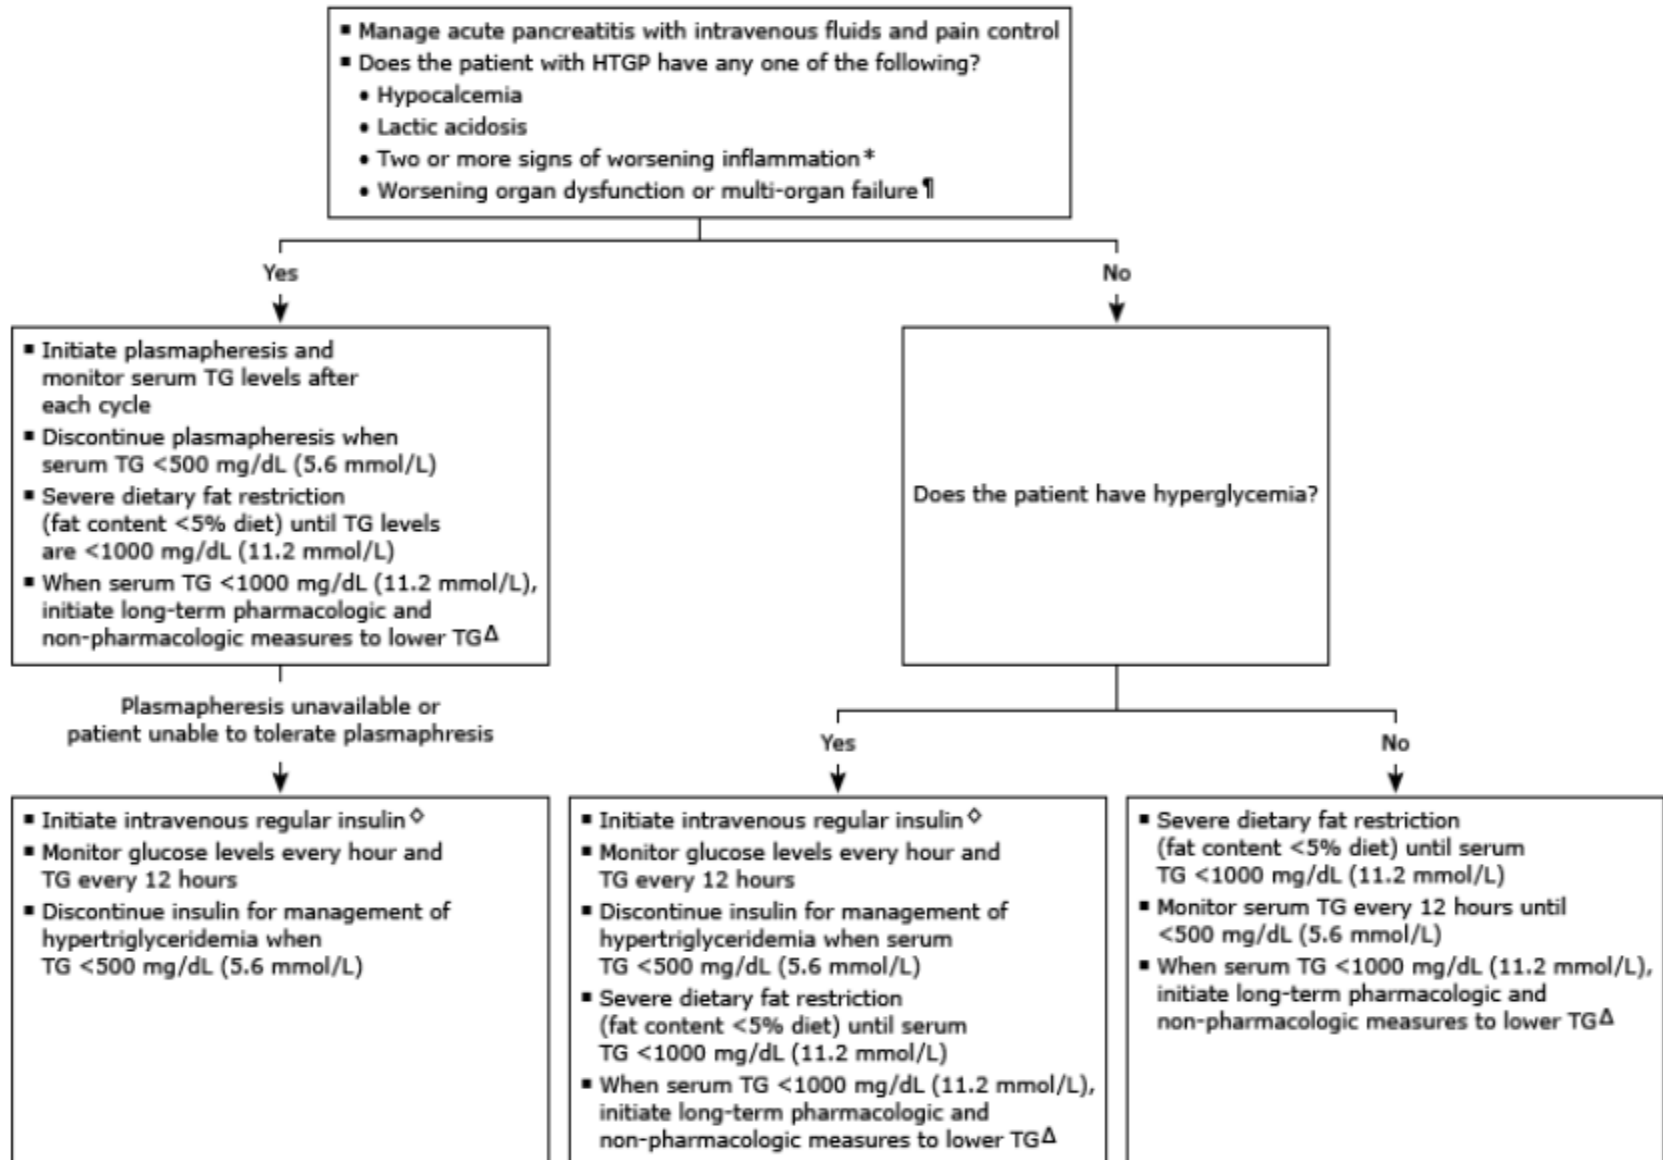 ▪ Manage acute pancreatitis with intravenous fluids and pain control
▪ Does the patient with HTGP have any one of the following?
• Hypocalcemia
• Lactic acidosis
• Two or more signs of worsening inflammation*
• Worsening organ dysfunction or multi-organ failure¶
Yes
No
▪ Initiate plasmapheresis and
monitor serum TG levels after
each cycle
▪ Discontinue plasmapheresis when
serum TG <500 mg/dL (5.6 mmol/L)
▪ Severe dietary fat restriction
(fat content <5% diet) until TG levels
are <1000 mg/dL (11.2 mmol/L)
▪ When serum TG <1000 mg/dL (11.2 mmol/L),
initiate long-term pharmacologic and
non-pharmacologic measures to lower TGΔ
Does the patient have hyperglycemia?
Plasmapheresis unavailable or
patient unable to tolerate plasmaphresis
Yes
No
▪ Initiate intravenous regular insulin◇
▪ Monitor glucose levels every hour and
TG every 12 hours
▪ Discontinue insulin for management of
hypertriglyceridemia when
TG <500 mg/dL (5.6 mmol/L)
▪ Initiate intravenous regular insulin◇
▪ Monitor glucose levels every hour and
TG every 12 hours
▪ Discontinue insulin for management of
hypertriglyceridemia when serum
TG <500 mg/dL (5.6 mmol/L)
▪ Severe dietary fat restriction
(fat content <5% diet) until serum
TG <1000 mg/dL (11.2 mmol/L)
▪ When serum TG <1000 mg/dL (11.2 mmol/L),
initiate long-term pharmacologic and
non-pharmacologic measures to lower TGΔ
▪ Severe dietary fat restriction
(fat content <5% diet) until serum
TG <1000 mg/dL (11.2 mmol/L)
▪ Monitor serum TG every 12 hours until
<500 mg/dL (5.6 mmol/L)
▪ When serum TG <1000 mg/dL (11.2 mmol/L),
initiate long-term pharmacologic and
non-pharmacologic measures to lower TGΔ